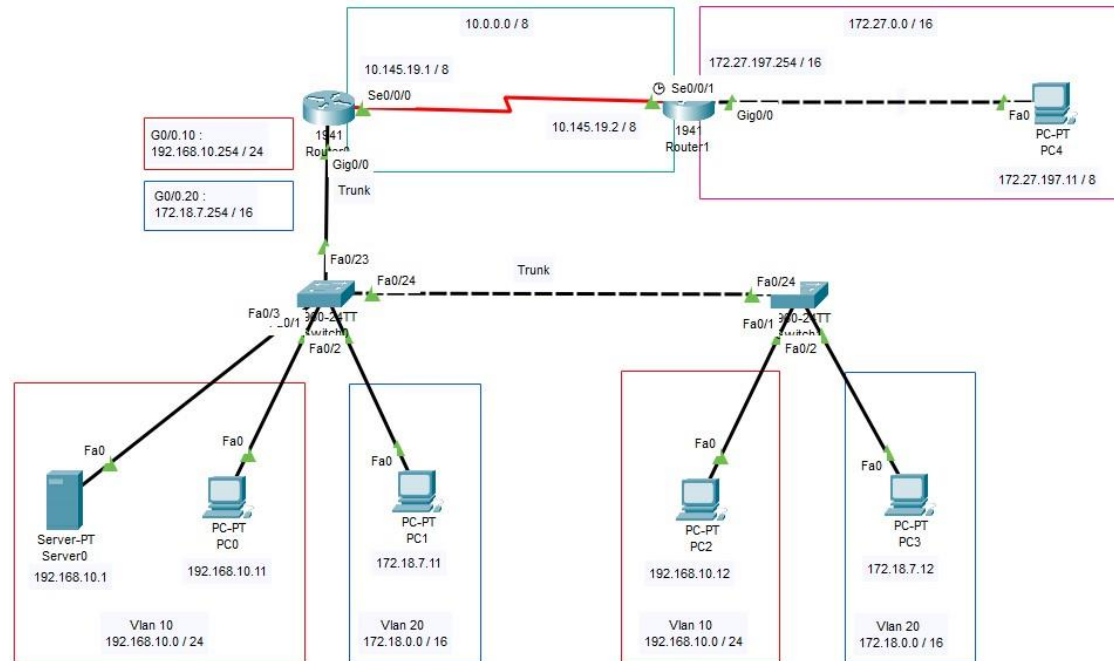 10.0.0.0 / 8
172.27.0.0 / 16
10.145.19.1 / 8
172.27.197.254 / 16
Se0/0/0
Se0/0/1
10.145.19.2 / 8
Gig0/0
Fa0
1941
1941
Router1
PC-PT
PC4
172.27.197.11 / 8
G0/0.10 :
192.168.10.254 / 24
Gig0/0
G0/0.20 :
172.18.7.254 / 16
Trunk
Fa0/23
Fa0/24
Trunk
Fa0/24
Fa0/3
Fa0/2
Fa0/1
Fa0/2
Fa0
Server-PT
Server0
192.168.10.1
Fa0
PC-PT
PC0
192.168.10.11
Vlan 10
192.168.10.0 / 24
Fa0
PC-PT
PC1
172.18.7.11
Vlan 20
172.18.0.0 / 16
Fa0
PC-PT
PC2
192.168.10.12
Vlan 10
192.168.10.0 / 24
Fa0
PC-PT
PC3
172.18.7.12
Vlan 20
172.18.0.0 / 16